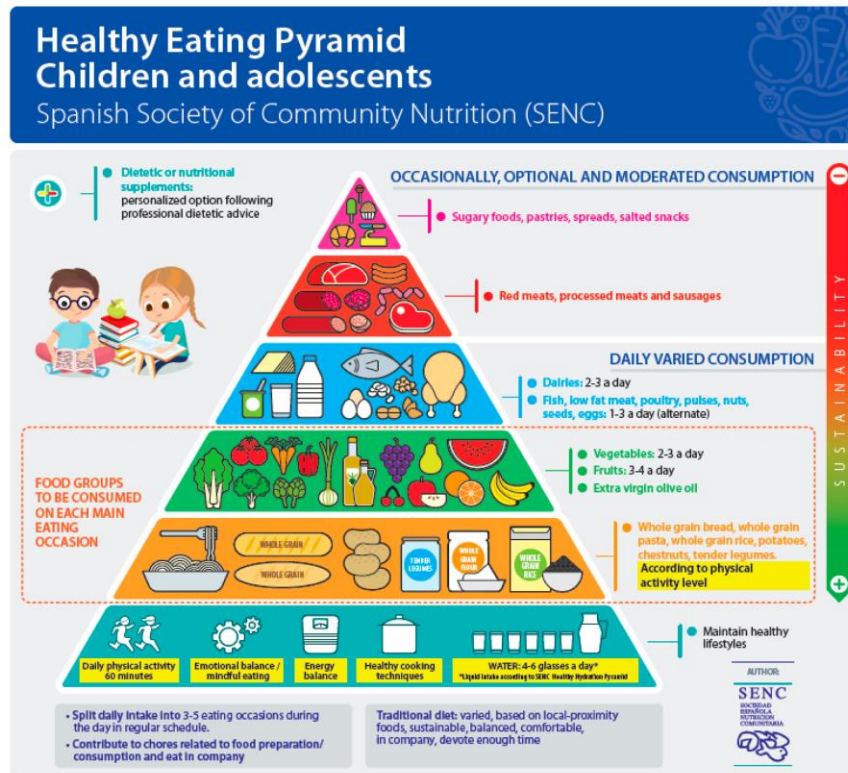 Healthy Eating Pyramid
Children and adolescents
Spanish Society of Community Nutrition (SENC)
Dietetic or nutritional
supplements:
personalized option following
professional dietetic advice
OCCASIONALLY, OPTIONAL AND MODERATED CONSUMPTION
Sugary foods, pastries, spreads, salted snacks
Red meats, processed meats and sausages
DAILY VARIED CONSUMPTION
Dairies: 2-3 a day
Fish, low fat meat, poultry, pulses, nuts,
seeds, eggs: 1-3 a day (alternate)
SUSTAINABILITY
FOOD GROUPS
TO BE CONSUMED
ON EACH MAIN
EATING
OCCASION
Vegetables: 2-3 a day
Fruits: 3-4 a day
Extra virgin olive oil
WHOLE GRAIN
WHOLE GRAIN
TENDER
LEGUMES
WHOLE
GRAIN
FLOUR
WHOLE
GRAIN
RICE
Whole grain bread, whole grain
pasta, whole grain rice, potatoes,
chestnuts, tender legumes.
According to physical
activity level
Daily physical activity
60 minutes
Emotional balance /
mindful eating
Energy
balance
Healthy cooking
techniques
WATER: 4-6 glasses a day*
*Liquid intake according to SENC Healthy Hydration Pyramid
Maintain healthy
lifestyles
• Split daily intake into 3-5 eating occasions during
the day in regular schedule.
• Contribute to chores related to food preparation/
consumption and eat in company
Traditional diet: varied, based on local-proximity
foods, sustainable, balanced, comfortable,
in company, devote enough time
AUTHOR:
SENC
SOCIEDAD
ESPAÑOLA
NUTRICION
COMUNITARIA